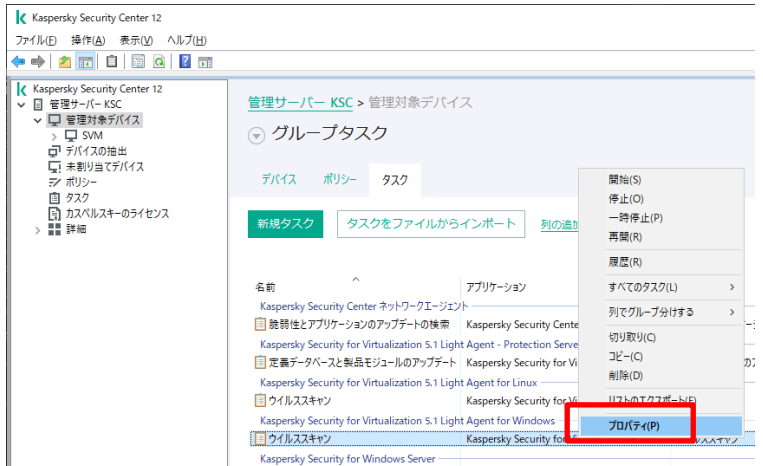 Kaspersky Security Center 12
ファイル(F) 操作(A) 表示(V) ヘルプ(H)
Kaspersky Security Center 12
管理サーバー KSC
管理対象デバイス
SVM
デバイスの抽出
未割り当てデバイス
ポリシー
タスク
カスペルスキーのライセンス
詳細
管理サーバー KSC > 管理対象デバイス
グループタスク
デバイス ポリシー タスク
新規タスク タスクをファイルからインポート 列の追加
名前 アプリケーション
Kaspersky Security Center ネットワークエージェント
脆弱性とアプリケーションのアップデートの検索 Kaspersky Security Cente
Kaspersky Security for Virtualization 5.1 Light Agent - Protection Serve
定義データベースと製品モジュールのアップデート Kaspersky Security for Vi
Kaspersky Security for Virtualization 5.1 Light Agent for Linux
ウイルススキャン Kaspersky Security for Vi
Kaspersky Security for Virtualization 5.1 Light Agent for Windows
ウイルススキャン Kaspersky Security for
Kaspersky Security for Windows Server
開始(S)
停止(O)
一時停止(P)
再開(R)
履歴(R)
すべてのタスク(L)
列でグループ分けする
切り取り(C)
コピー(C)
削除(D)
リストのエクスポート(E)
プロパティ(P)